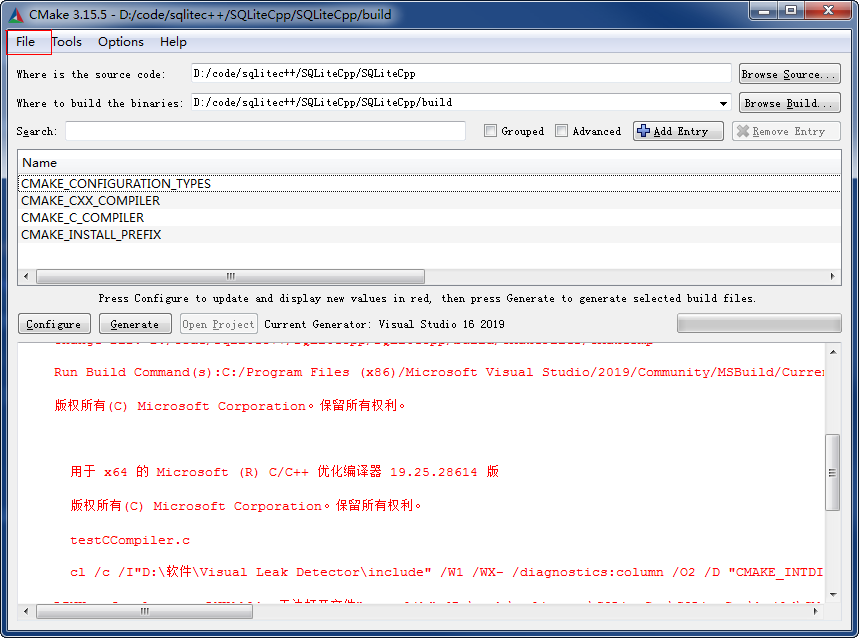 CMake 3.15.5 - D:/code/sqlitec++/SQLiteCpp/SQLiteCpp/build
File Tools Options Help
Where is the source code: D:/code/sqlitec++/SQLiteCpp/SQLiteCpp Browse Source...
Where to build the binaries: D:/code/sqlitec++/SQLiteCpp/SQLiteCpp/build Browse Build...
Search: Grouped Advanced Add Entry Remove Entry
Name
CMAKE_CONFIGURATION_TYPES
CMAKE_CXX_COMPILER
CMAKE_C_COMPILER
CMAKE_INSTALL_PREFIX
Press Configure to update and display new values in red, then press Generate to generate selected build files.
Configure Generate Open Project Current Generator: Visual Studio 16 2019
Run Build Command(s):C:/Program Files (x86)/Microsoft Visual Studio/2019/Community/MSBuild/Curren
版权所有(C) Microsoft Corporation。保留所有权利。
用于 x64 的 Microsoft (R) C/C++ 优化编译器 19.25.28614 版
版权所有(C) Microsoft Corporation。保留所有权利。
testCCompiler.c
cl /c /I"D:\软件\Visual Leak Detector\include" /W1 /WX- /diagnostics:column /O2 /D "CMAKE_INTDI